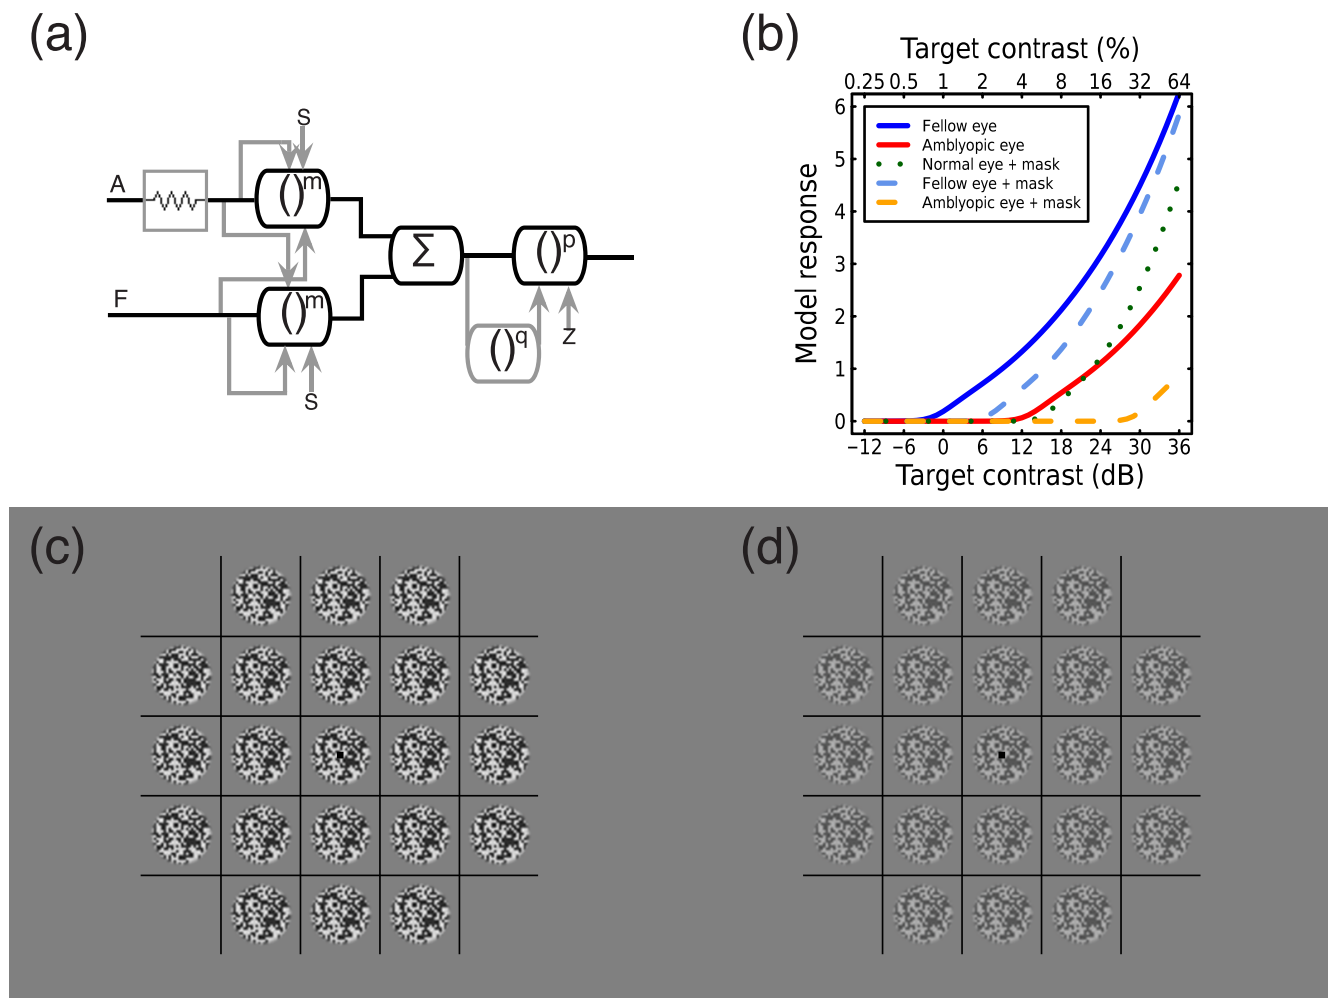 (a)
S
A
()m
F
()m
S
Σ
()p
()q
Z
(b)
Target contrast (%)
0.25 0.5 1 2 4 8 16 32 64
Model response
6
5
4
3
2
1
0
Fellow eye
Amblyopic eye
Normal eye + mask
Fellow eye + mask
Amblyopic eye + mask
−12 −6 0 6 12 18 24 30 36
Target contrast (dB)
(c)
(d)